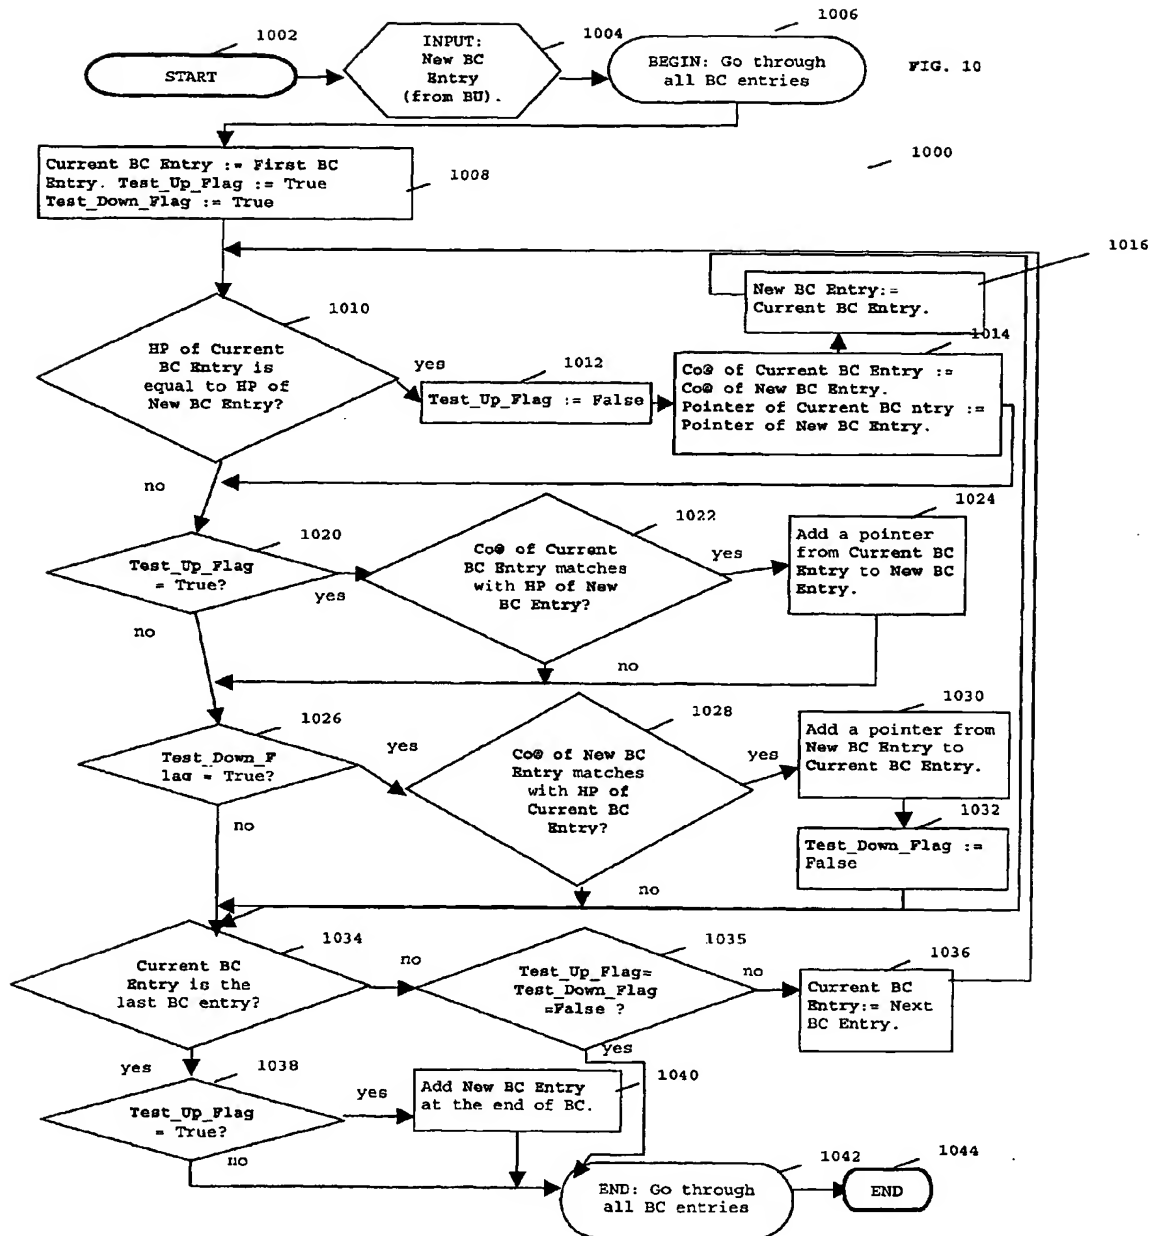 1002
START
INPUT:
New BC
Entry
(from BU).
1004
1006
BEGIN: Go through
all BC entries
FIG. 10
1000
Current BC Entry := First BC
Entry. Test_Up_Flag := True
Test_Down_Flag := True
1008
1016
New BC Entry:=
Current BC Entry.
1010
HP of Current
BC Entry is
equal to HP of
New BC Entry?
yes
1012
Test_Up_Flag := False
1014
Co@ of Current BC Entry :=
Co@ of New BC Entry.
Pointer of Current BC ntry :=
Pointer of New BC Entry.
no
1020
Test_Up_Flag
= True?
yes
1022
Co@ of Current
BC Entry matches
with HP of New
BC Entry?
yes
1024
Add a pointer
from Current BC
Entry to New BC
Entry.
no
no
1026
Test_Down_F
lag = True?
yes
1028
Co@ of New BC
Entry matches
with HP of
Current BC
Entry?
yes
1030
Add a pointer from
New BC Entry to
Current BC Entry.
1032
Test_Down_Flag :=
False
no
no
1034
Current BC
Entry is the
last BC entry?
no
1035
Test_Up_Flag=
Test_Down_Flag
=False ?
no
1036
Current BC
Entry:= Next
BC Entry.
yes
yes
1038
Test_Up_Flag
= True?
yes
Add New BC Entry
at the end of BC.
1040
no
1042
END: Go through
all BC entries
1044
END